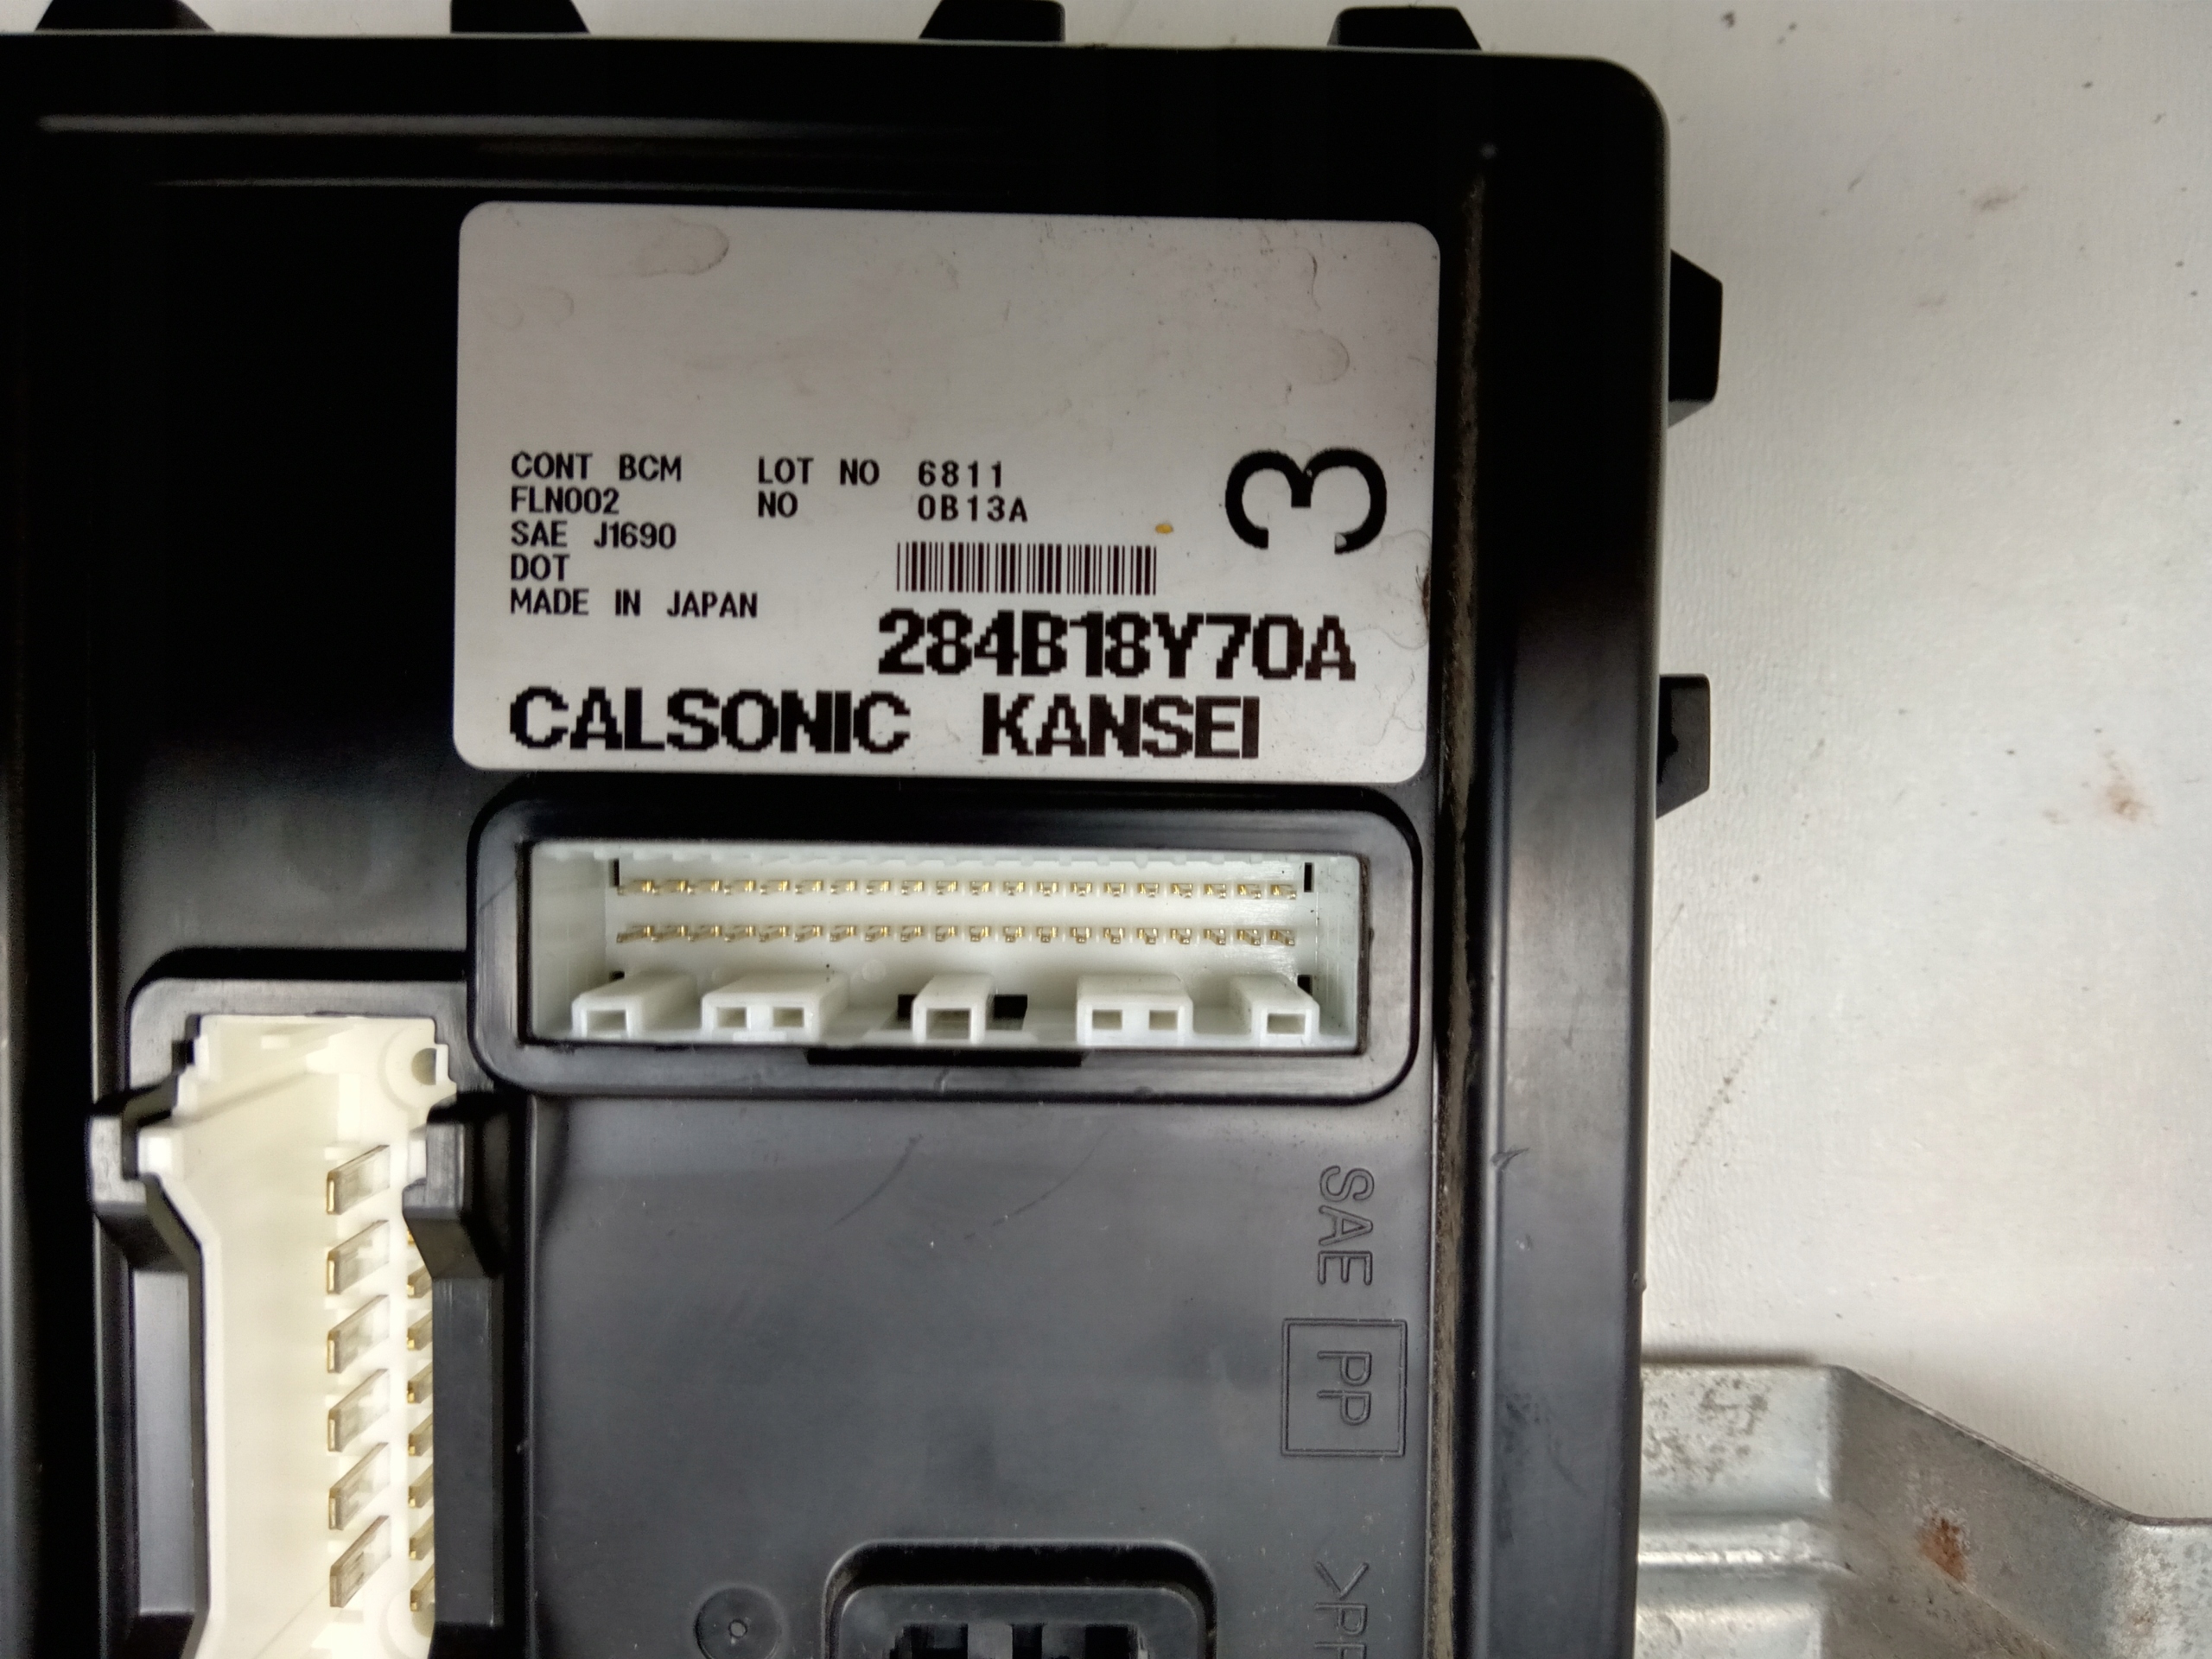 CONT BCM LOT NO 6811
FLN002 NO 0B13A
SAE J1690
DOT
MADE IN JAPAN
3
284B18Y70A
CALSONIC KANSEI
SAE
PP
>PP